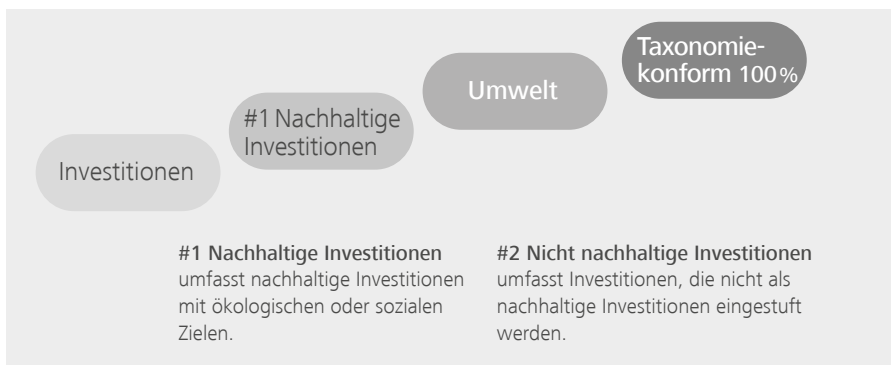 Investitionen
#1 Nachhaltige
Investitionen
Umwelt
Taxonomie-
konform 100 %
#1 Nachhaltige Investitionen
umfasst nachhaltige Investitionen
mit ökologischen oder sozialen
Zielen.
#2 Nicht nachhaltige Investitionen
umfasst Investitionen, die nicht als
nachhaltige Investitionen eingestuft
werden.